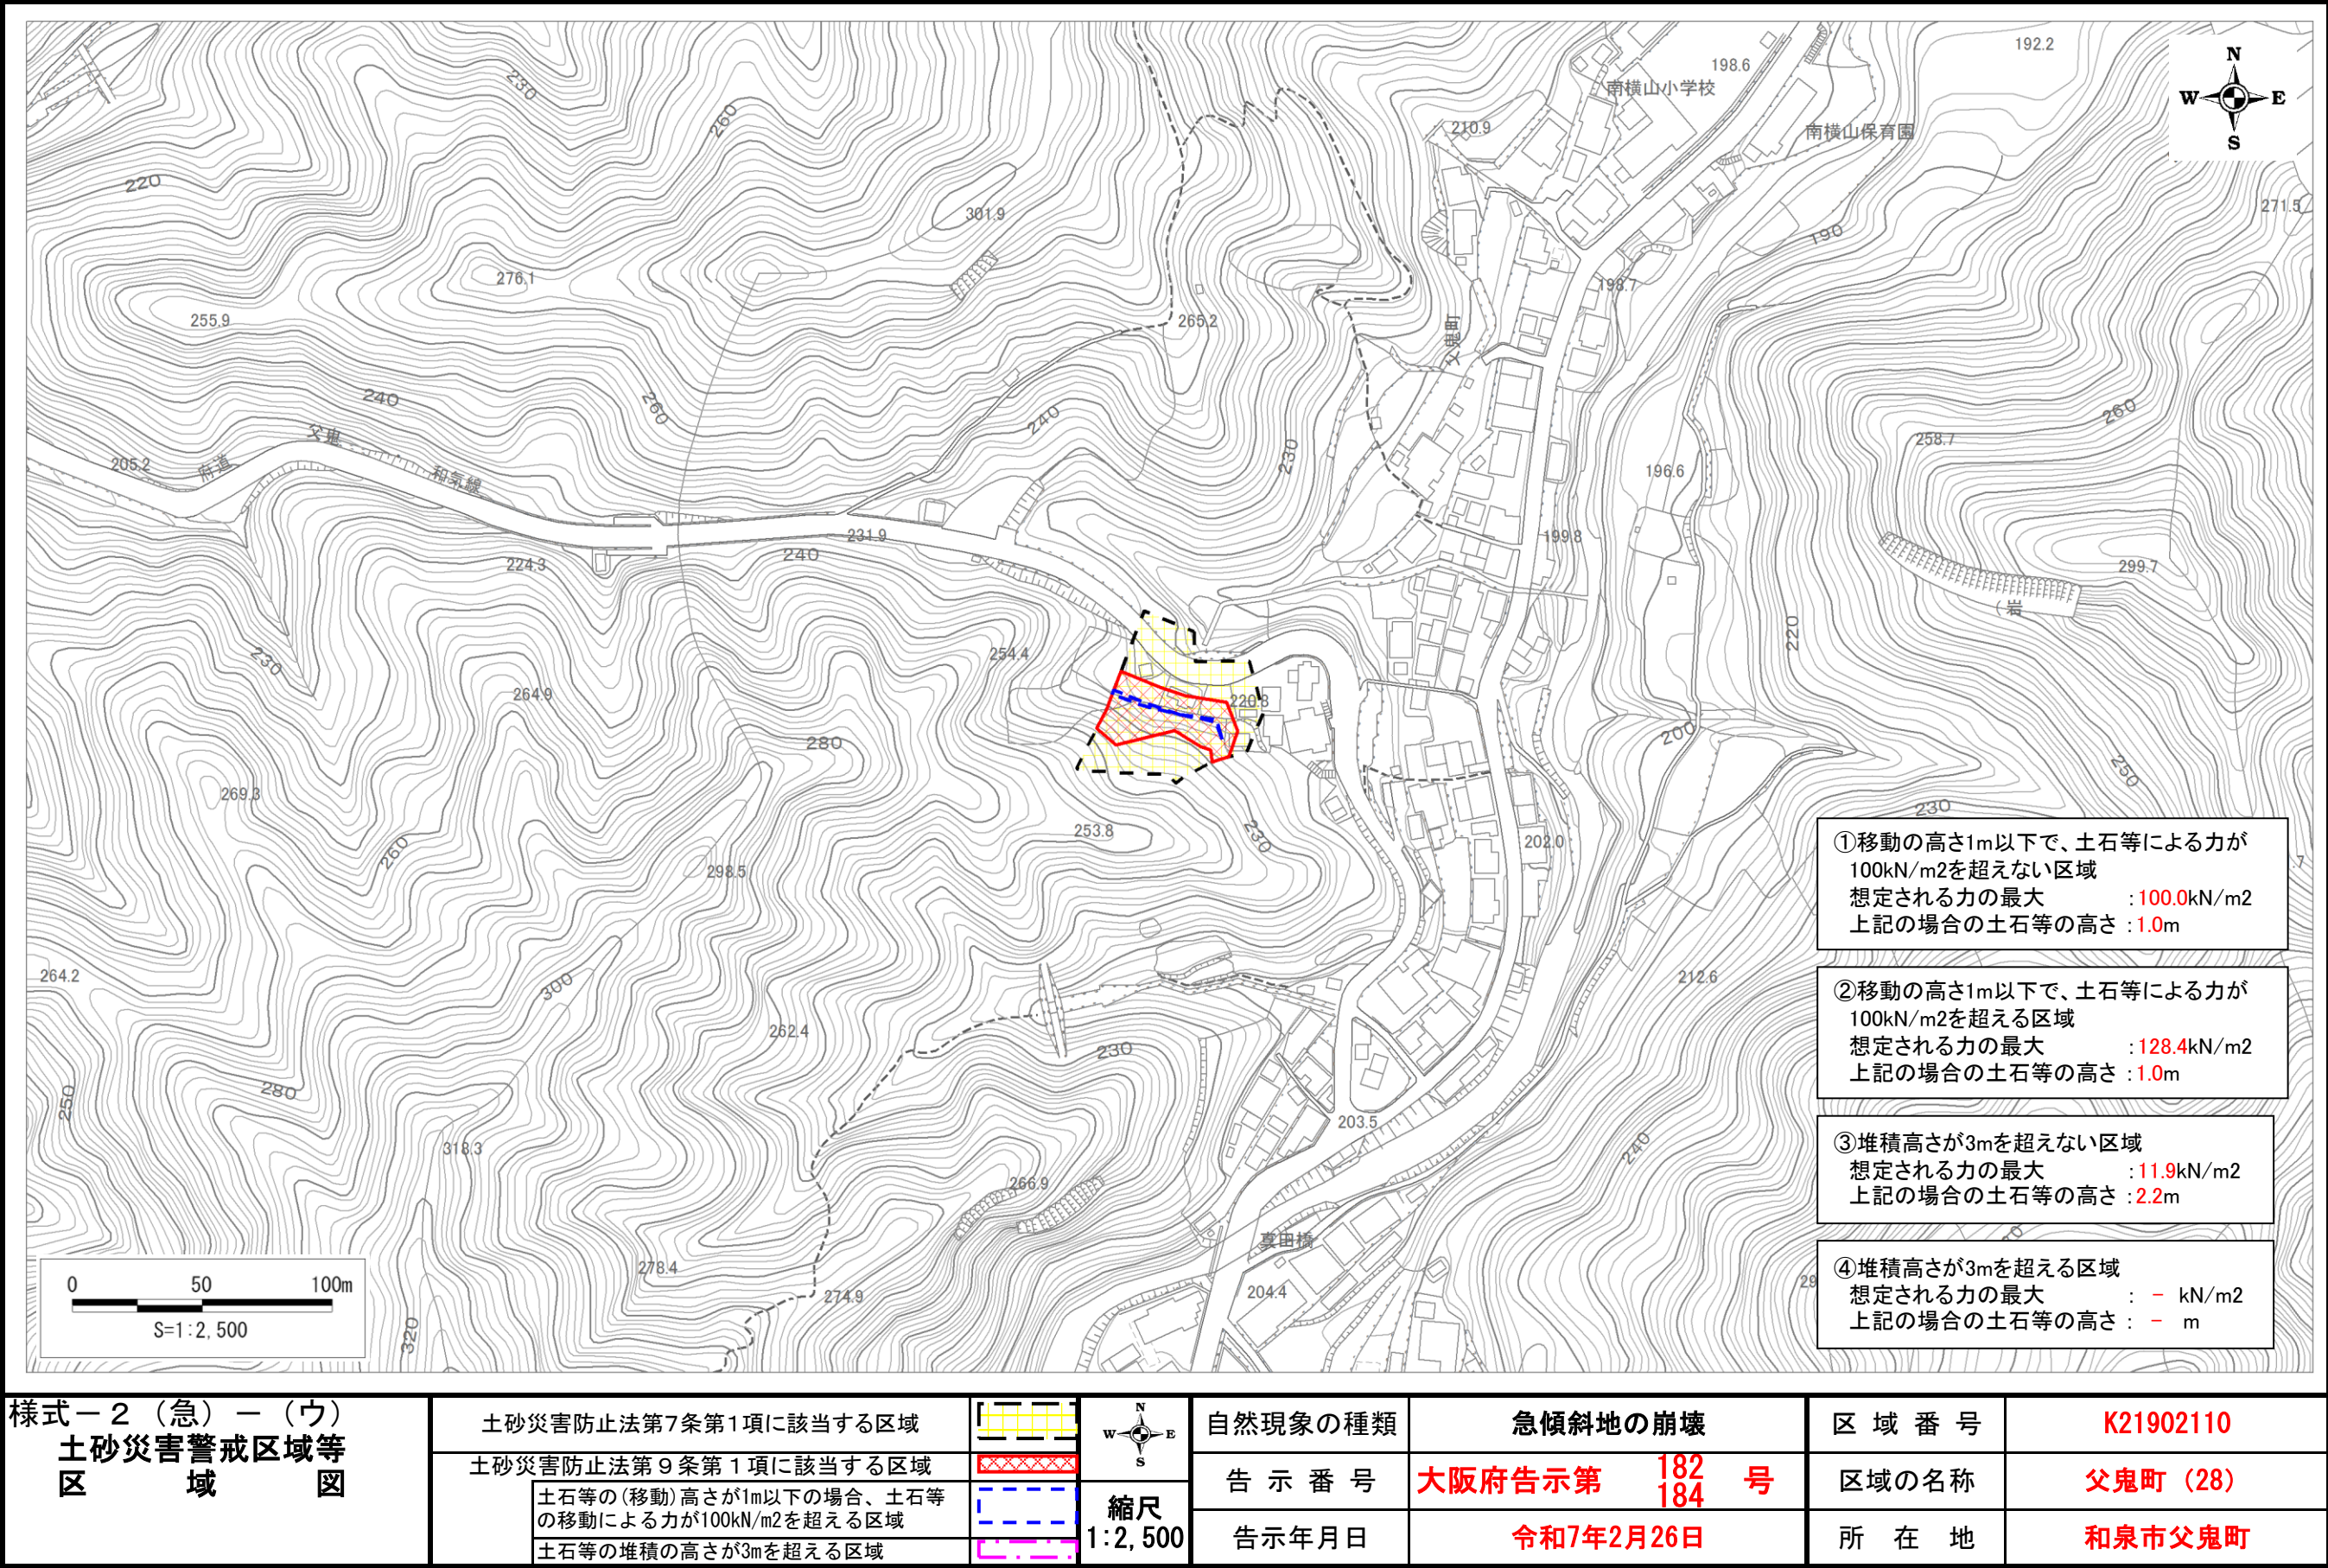 192.2
198.6
南横山小学校
210.9
南横山保育園
N
W E
S
230
260
220
301.9
271.5
190
276.1
198.7
255.9
265.2
父鬼町
240
260
240
260
258.7
父鬼
205.2
府道
和気線
230
196.6
231.9
199.8
224.3
240
299.7
(岩
220
254.4
230
264.9
220.8
280
200
269.3
250
230
253.8
230
260
298.5
202.0
264.2
300
212.6
262.4
230
280
250
318.3
203.5
240
266.9
真田橋
278.4
274.9
204.4
320
①移動の高さ1m以下で、土石等による力が
100kN/m2を超えない区域
想定される力の最大 :100.0kN/m2
上記の場合の土石等の高さ :1.0m
②移動の高さ1m以下で、土石等による力が
100kN/m2を超える区域
想定される力の最大 :128.4kN/m2
上記の場合の土石等の高さ :1.0m
③堆積高さが3mを超えない区域
想定される力の最大 :11.9kN/m2
上記の場合の土石等の高さ :2.2m
④堆積高さが3mを超える区域
想定される力の最大 : － kN/m2
上記の場合の土石等の高さ : － m
0 50 100m
S=1:2,500
様式－２（急）－（ウ）
土砂災害警戒区域等
区域図
土砂災害防止法第7条第1項に該当する区域
土砂災害防止法第９条第１項に該当する区域
土石等の(移動)高さが1m以下の場合、土石等
の移動による力が100kN/m2を超える区域
土石等の堆積の高さが3mを超える区域
N
W E
S
縮尺
1:2,500
自然現象の種類 急傾斜地の崩壊
告示番号 大阪府告示第 182 184 号
告示年月日 令和7年2月26日
区域番号 K21902110
区域の名称 父鬼町（28）
所在地 和泉市父鬼町